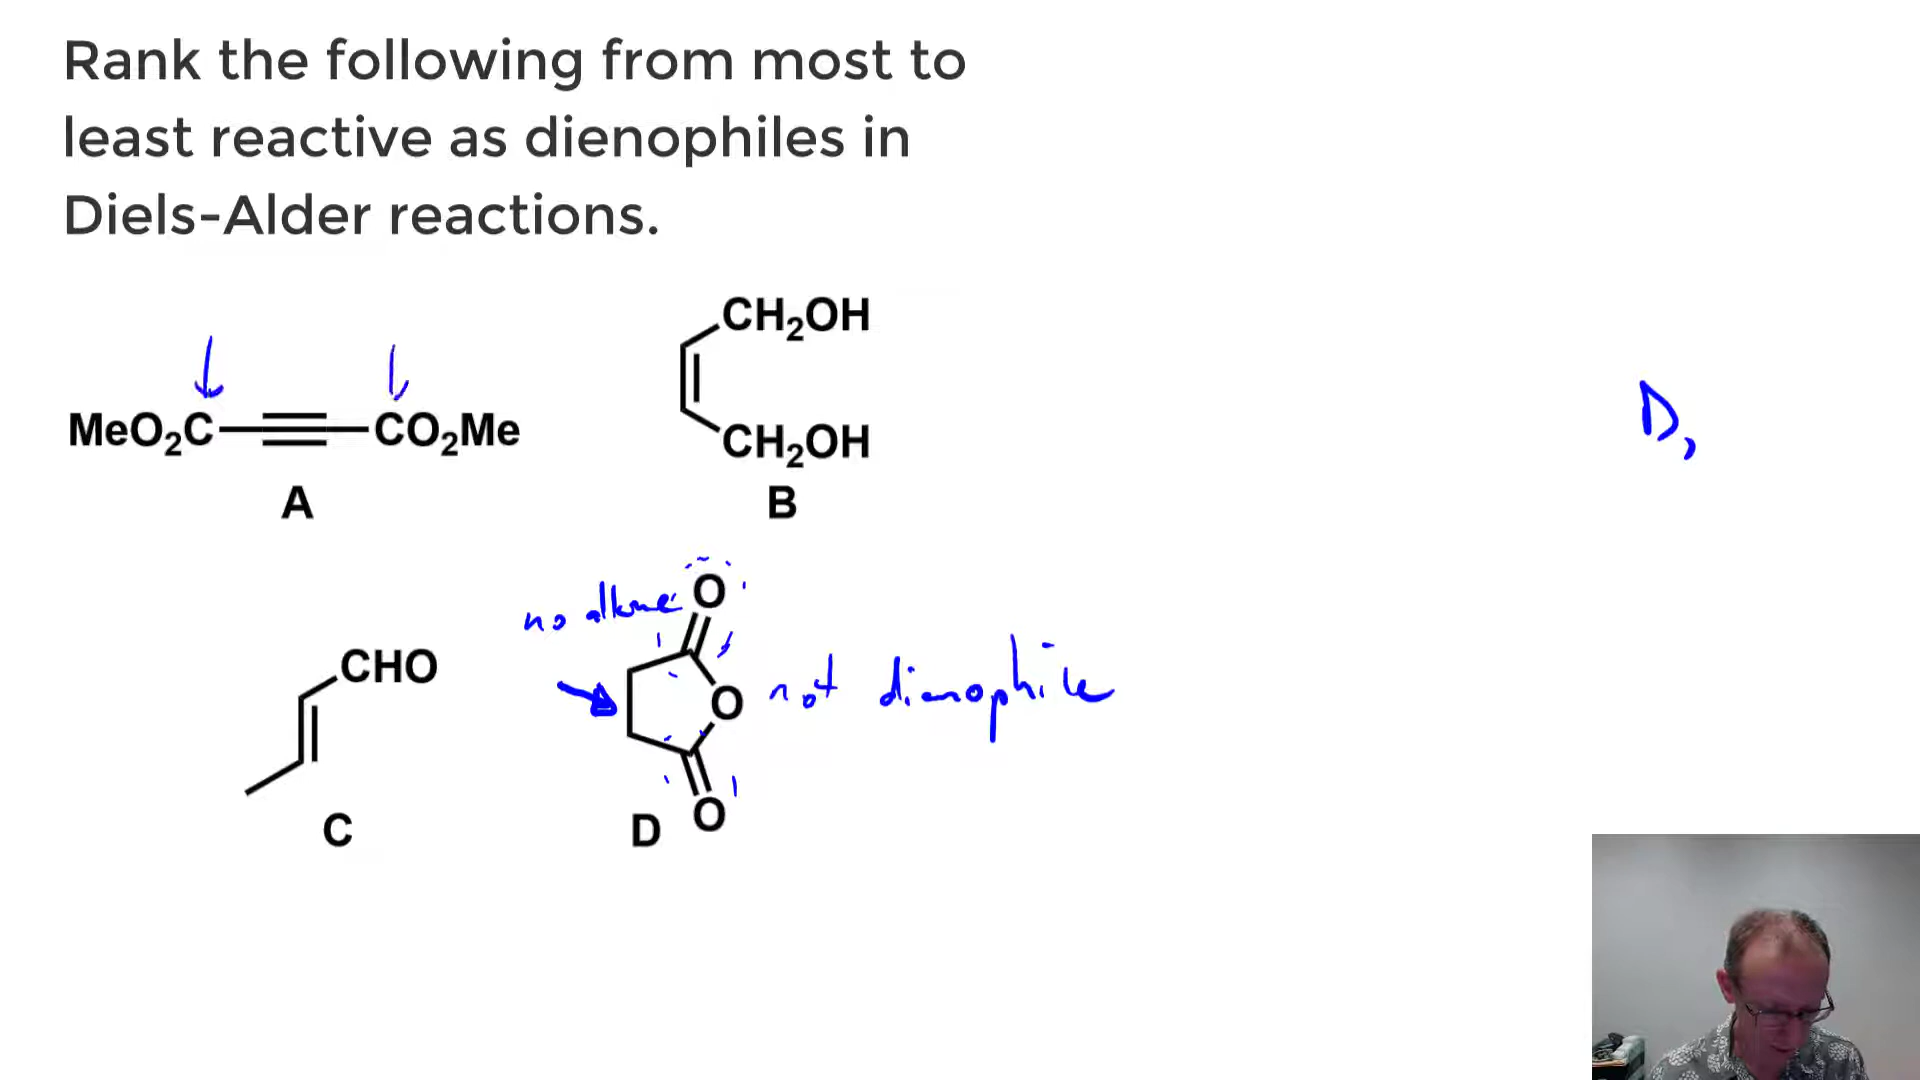 Rank the following from most to
least reactive as dienophiles in
Diels-Alder reactions.
MeO₂C CO₂Me
A
CH₂OH
CH₂OH
B
D,
CHO
C
no alkene
O
O
O
D
not dienophile